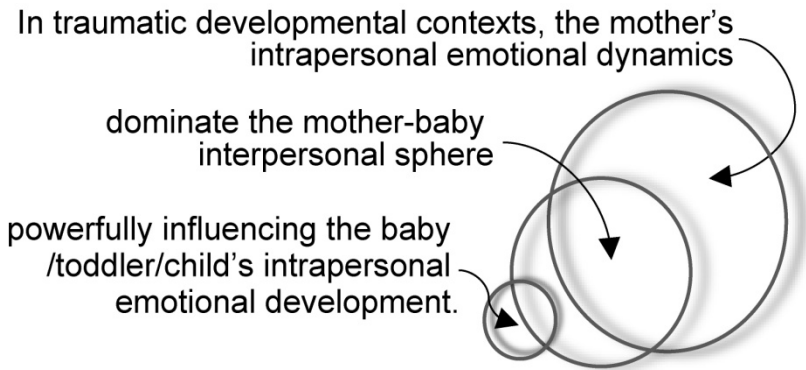 In traumatic developmental contexts, the mother’s
intrapersonal emotional dynamics
dominate the mother-baby
interpersonal sphere
powerfully influencing the baby
/toddler/child’s intrapersonal
emotional development.